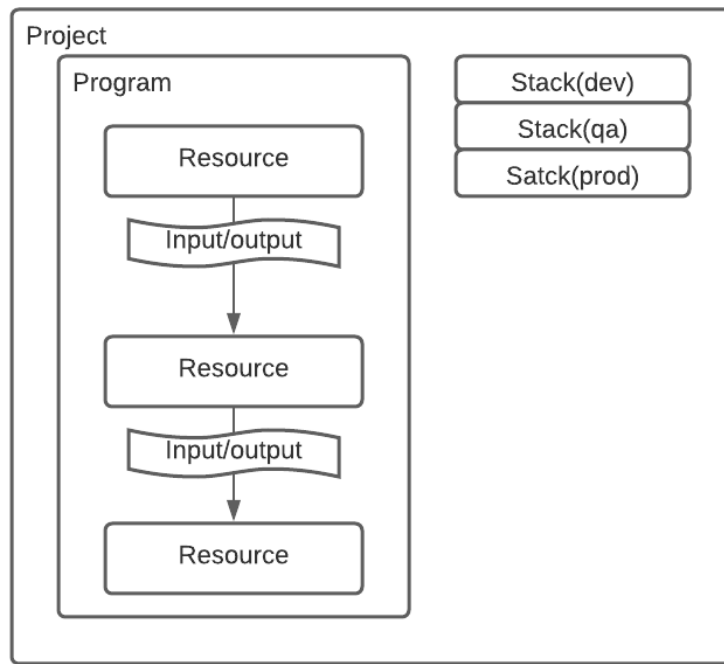 Project
Program
Resource
Input/output
Resource
Input/output
Resource
Stack(dev)
Stack(qa)
Satck(prod)